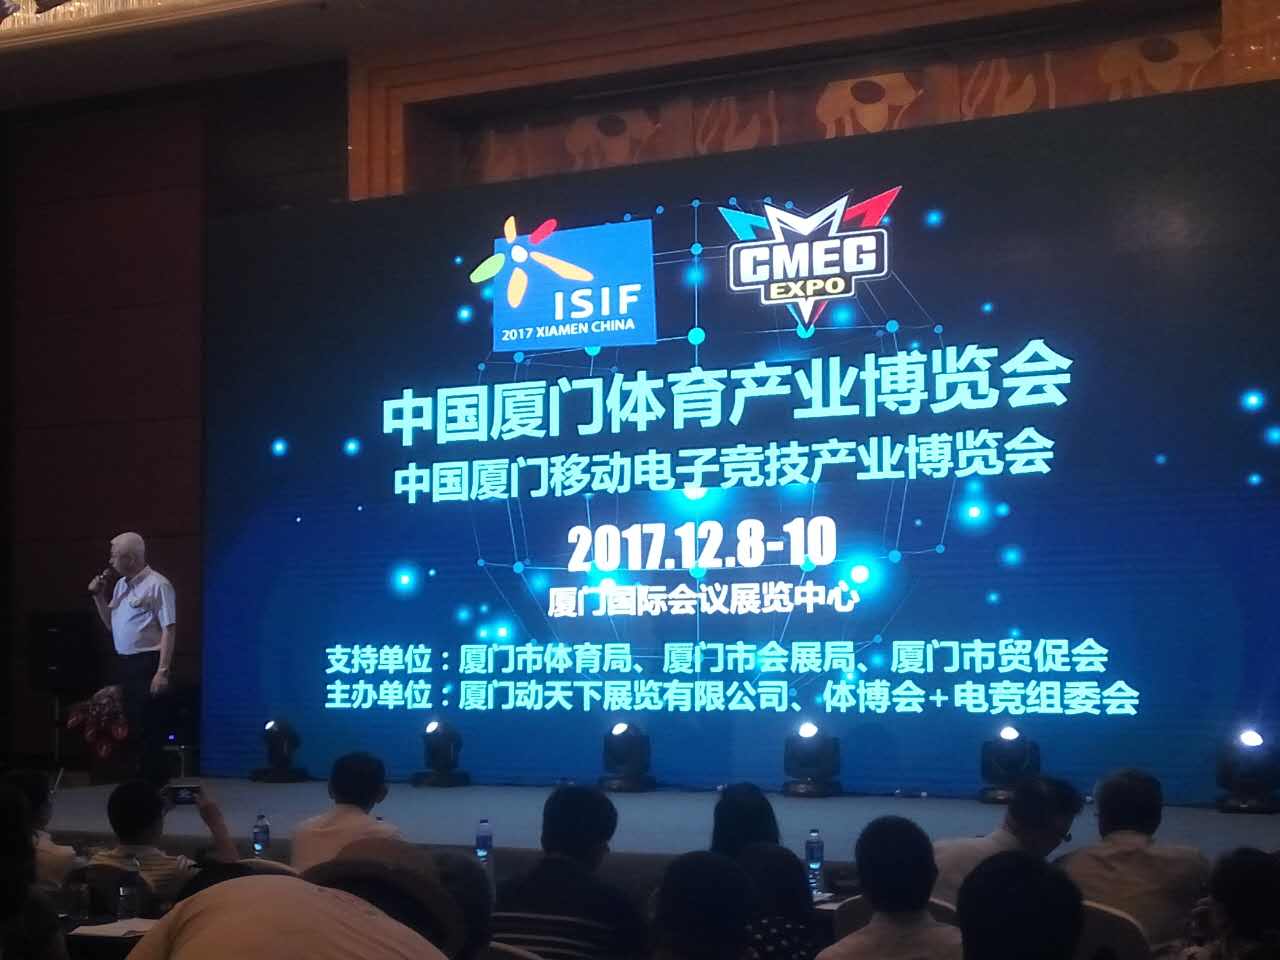 ISIF
2017 XIAMEN CHINA
CMEG
EXPO
中国厦门体育产业博览会
中国厦门移动电子竞技产业博览会
2017.12.8-10
厦门国际会议展览中心
支持单位：厦门市体育局、厦门市会展局、厦门市贸促会
主办单位：厦门动天下展览有限公司、体博会+电竞组委会